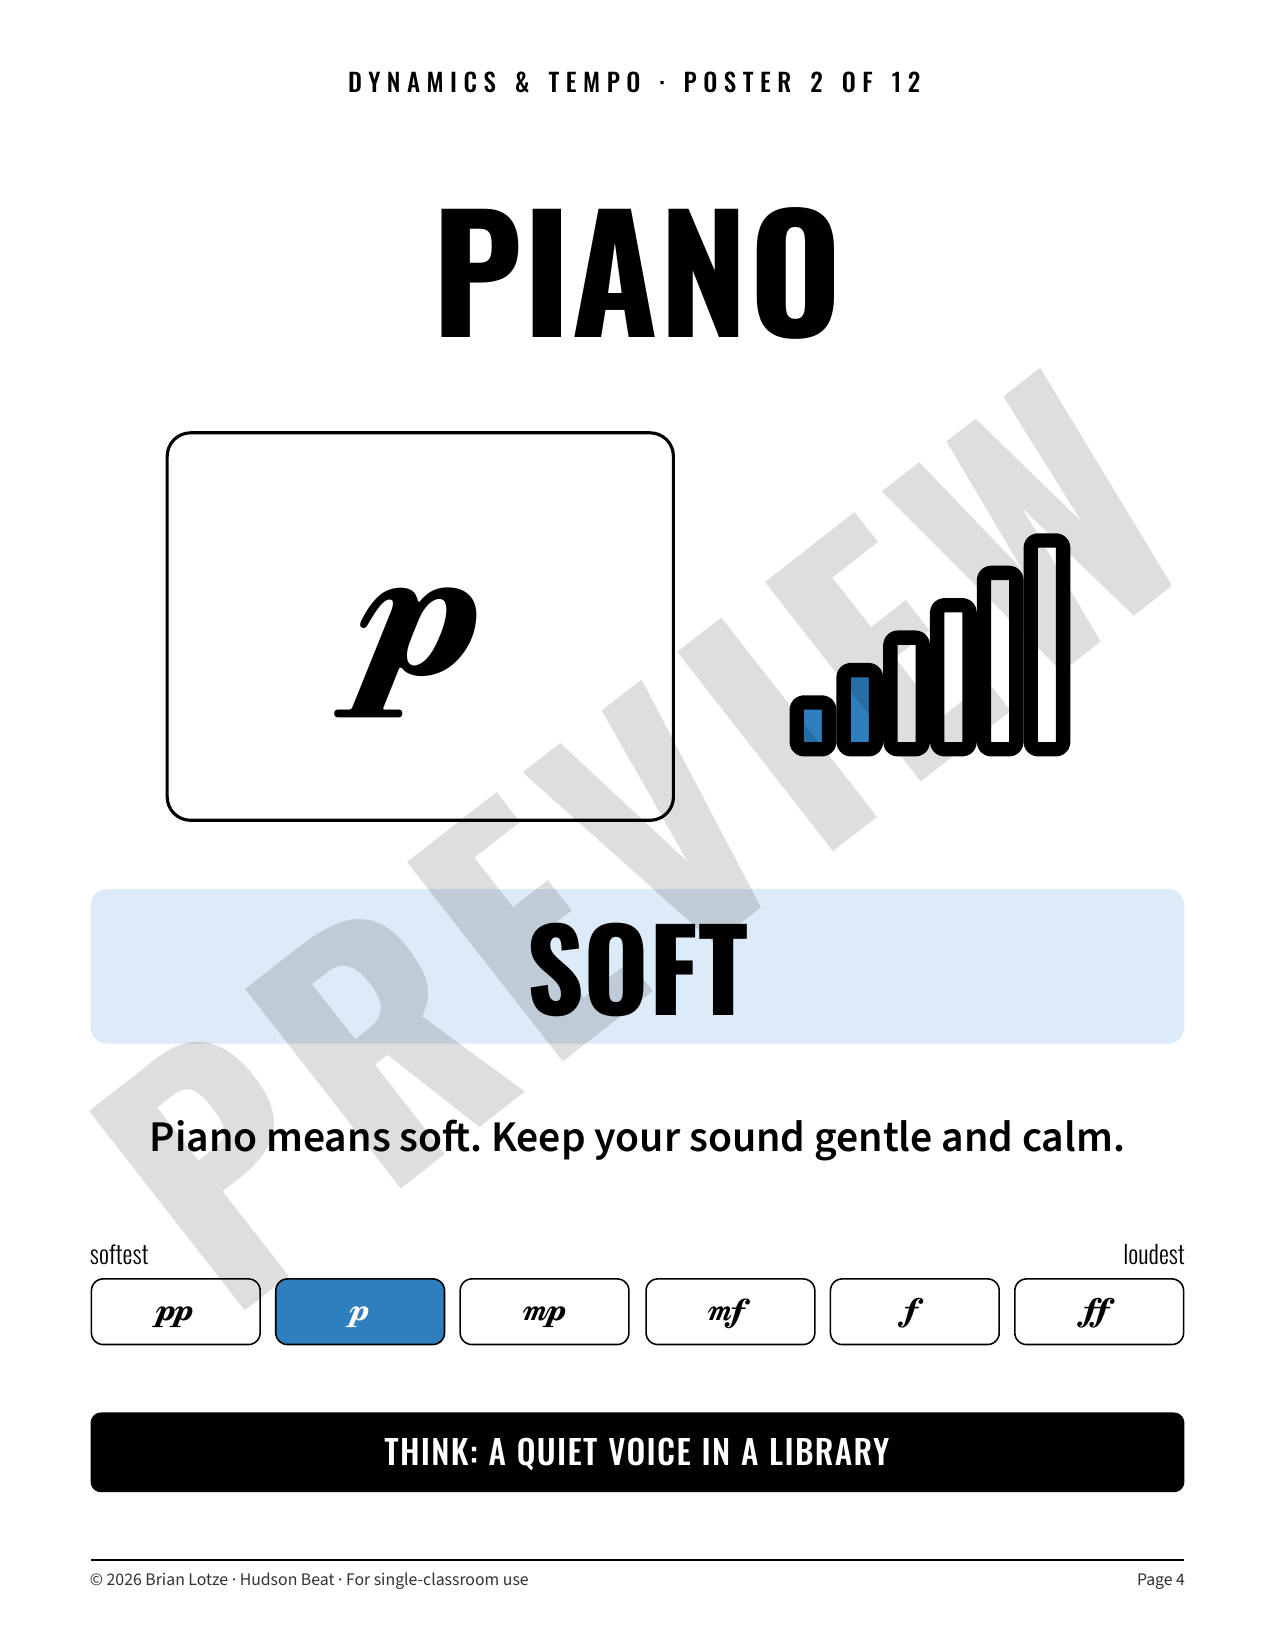 DYNAMICS & TEMPO · POSTER 2 OF 12
PIANO
p
SOFT
Piano means soft. Keep your sound gentle and calm.
softest loudest
pp p mp mf f ff
THINK: A QUIET VOICE IN A LIBRARY
© 2026 Brian Lotze · Hudson Beat · For single-classroom use Page 4
PREVIEW